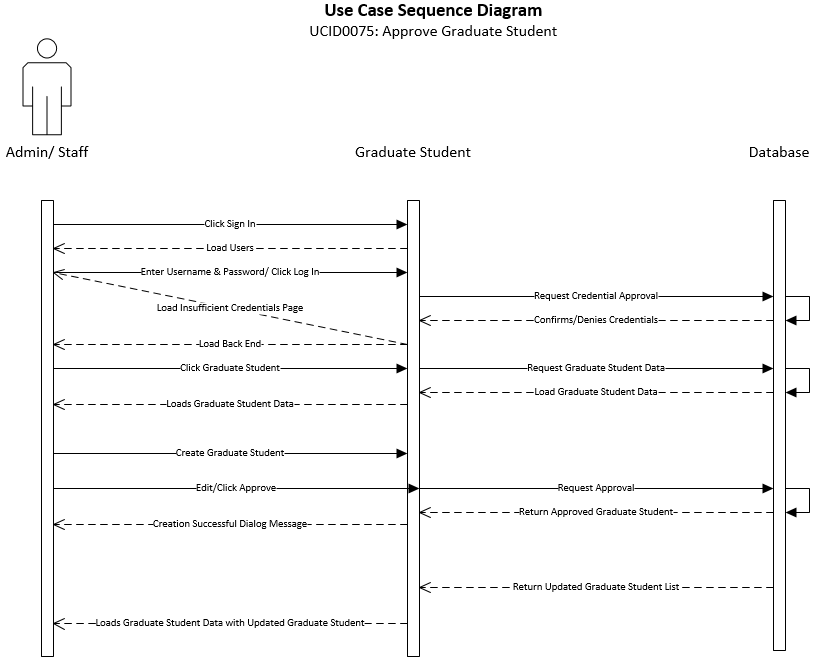 Use Case Sequence Diagram
UCID0075: Approve Graduate Student
Admin/ Staff
Graduate Student
Database
Click Sign In
Load Users
Enter Username & Password/ Click Log In
Request Credential Approval
Load Insufficient Credentials Page
Confirms/Denies Credentials
Load Back End
Click Graduate Student
Request Graduate Student Data
Load Graduate Student Data
Loads Graduate Student Data
Create Graduate Student
Edit/Click Approve
Request Approval
Return Approved Graduate Student
Creation Successful Dialog Message
Return Updated Graduate Student List
Loads Graduate Student Data with Updated Graduate Student